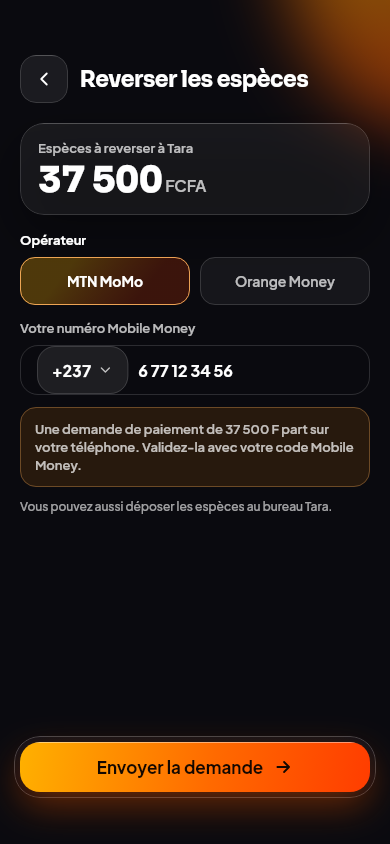 Reverser les espèces
Espèces à reverser à Tara
37 500 FCFA
Opérateur
MTN MoMo
Orange Money
Votre numéro Mobile Money
+237 6 77 12 34 56
Une demande de paiement de 37 500 F part sur
votre téléphone. Validez-la avec votre code Mobile
Money.
Vous pouvez aussi déposer les espèces au bureau Tara.
Envoyer la demande →